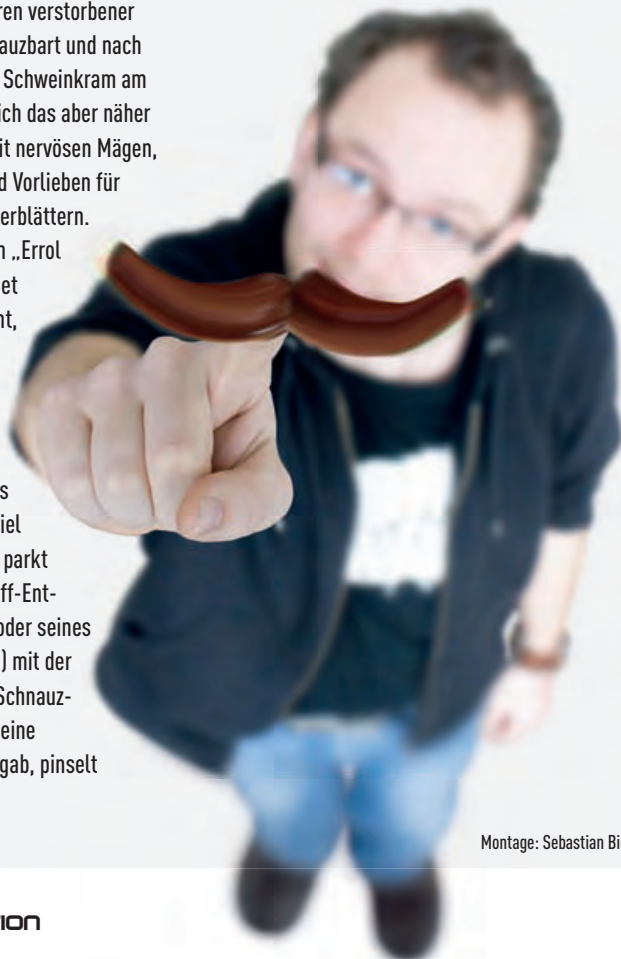 ren verstorbener
auzbart und nach
Schweinkram am
ich das aber näher
it nervösen Mägen,
d Vorlieben für
erblättern.
n „Errol
et
nt,
s
iel
parkt
ff-Ent-
oder seines
) mit der
Schnauz-
eine
gab, pinselt
Montage: Sebastian Bi
TION